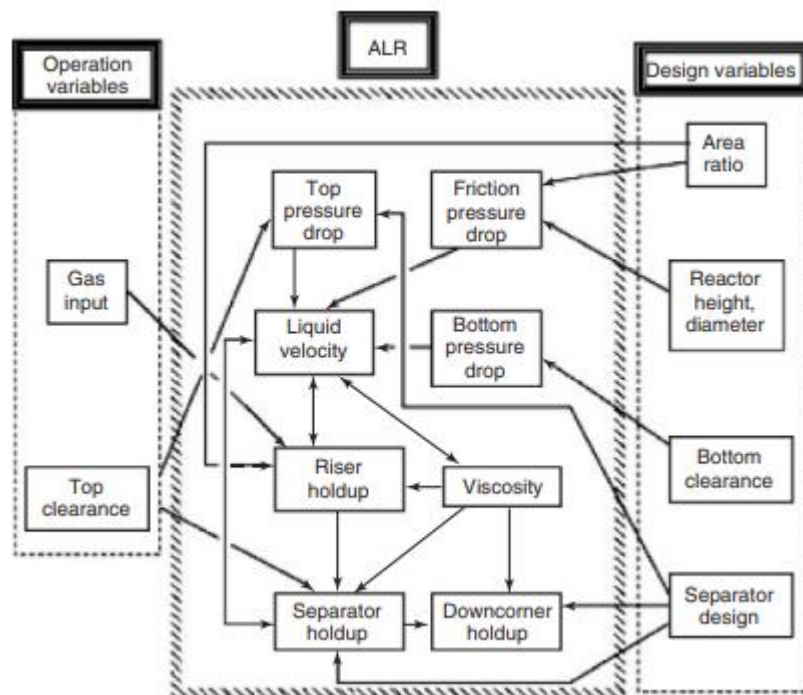 ALR
Operation
variables
Design variables
Area
ratio
Top
pressure
drop
Friction
pressure
drop
Gas
input
Reactor
height,
diameter
Liquid
velocity
Bottom
pressure
drop
Top
clearance
Riser
holdup
Viscosity
Bottom
clearance
Separator
holdup
Downcorner
holdup
Separator
design